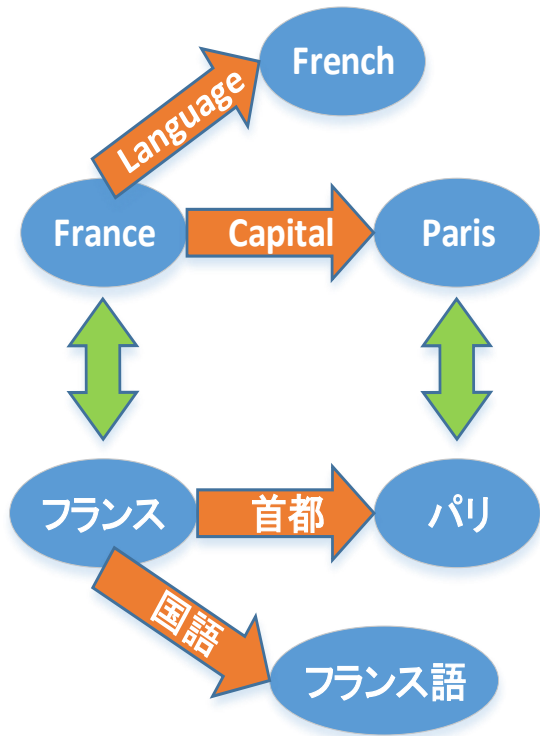 French
Language
France
Capital
Paris
フランス
首都
パリ
国語
フランス語